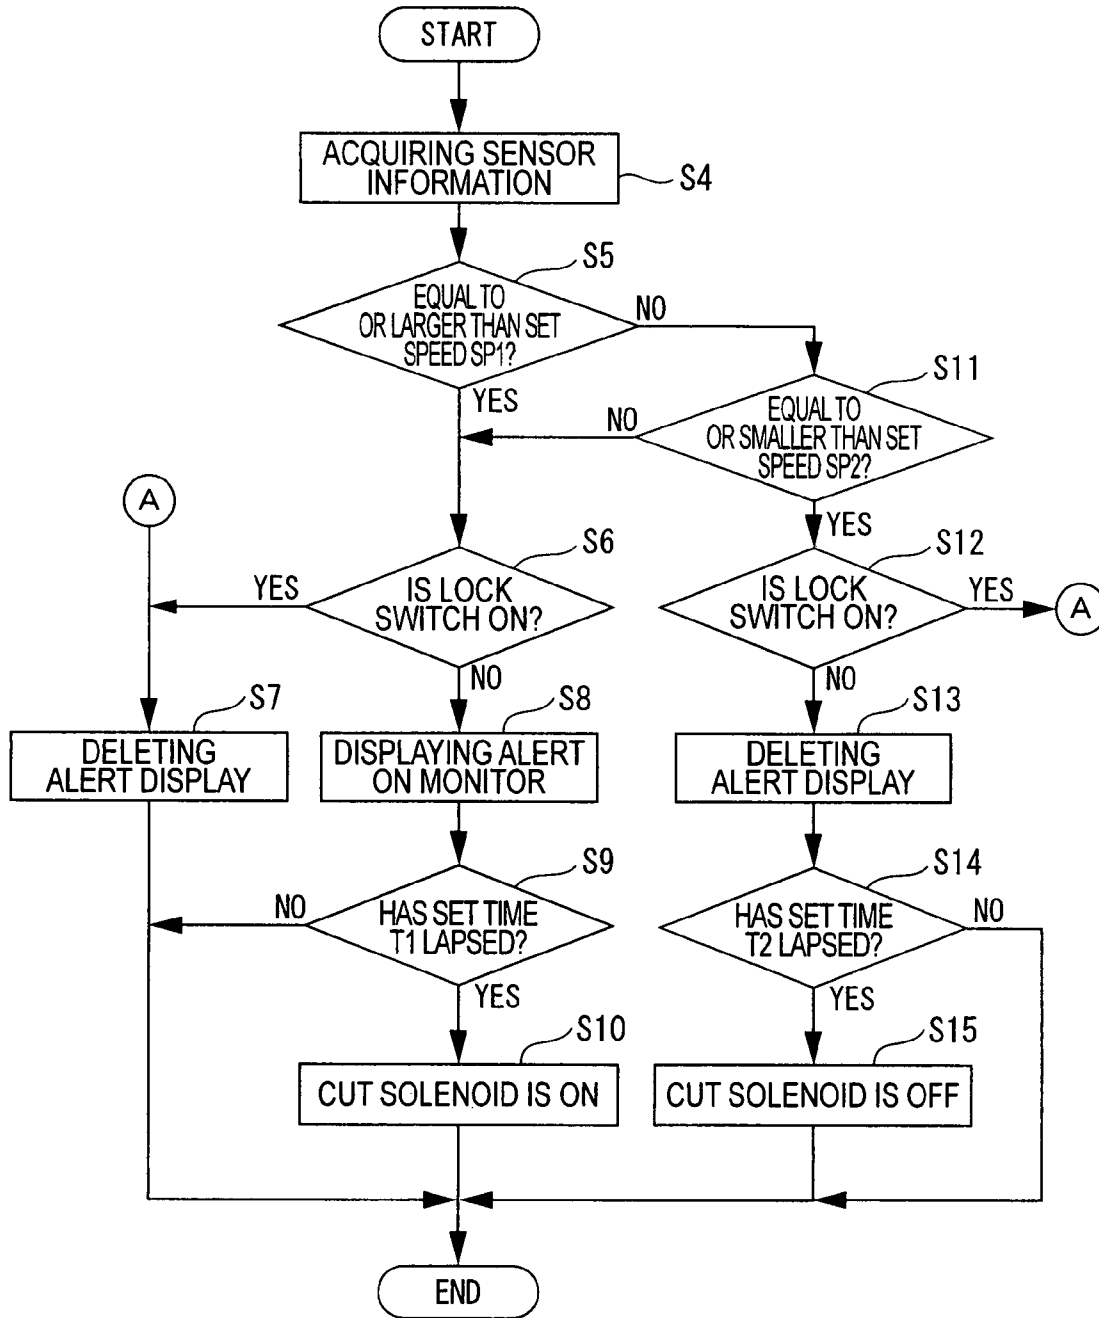 START
ACQUIRING SENSOR
INFORMATION
S4
S5
EQUAL TO
OR LARGER THAN SET
SPEED SP1?
NO
YES
S11
EQUAL TO
OR SMALLER THAN SET
SPEED SP2?
NO
YES
A
S6
IS LOCK
SWITCH ON?
YES
NO
S12
IS LOCK
SWITCH ON?
YES
A
NO
S7
DELETING
ALERT DISPLAY
S8
DISPLAYING ALERT
ON MONITOR
S13
DELETING
ALERT DISPLAY
S9
HAS SET TIME
T1 LAPSED?
NO
YES
S14
HAS SET TIME
T2 LAPSED?
NO
YES
S10
CUT SOLENOID IS ON
S15
CUT SOLENOID IS OFF
END